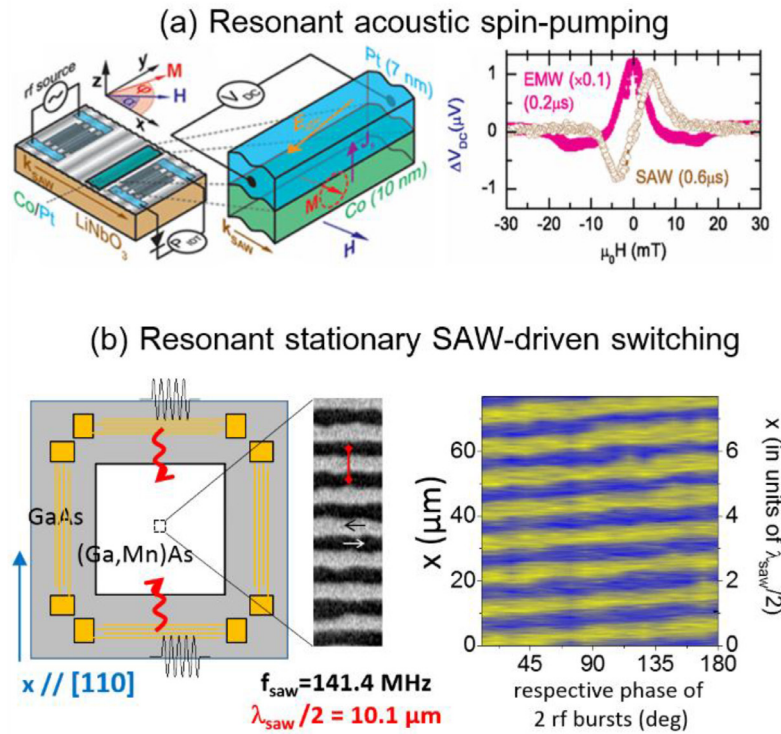 (a) Resonant acoustic spin-pumping
rf source
z
y
x
M
H
φ
k_SAW
Co/Pt
LiNbO₃
P_IDT
V_DC
Pt (7 nm)
J_s
M
Co (10 nm)
k_SAW
H
EMW (×0.1)
(0.2µs)
SAW (0.6µs)
ΔV_DC(µV)
1
0
-1
-30 -20 -10 0 10 20 30
µ₀H (mT)
(b) Resonant stationary SAW-driven switching
GaAs
(Ga,Mn)As
x // [110]
f_saw=141.4 MHz
λ_saw/2 = 10.1 µm
x (µm)
60
40
20
0
45 90 135 180
respective phase of
2 rf bursts (deg)
x (in units of λ_saw/2)
6
4
2
0